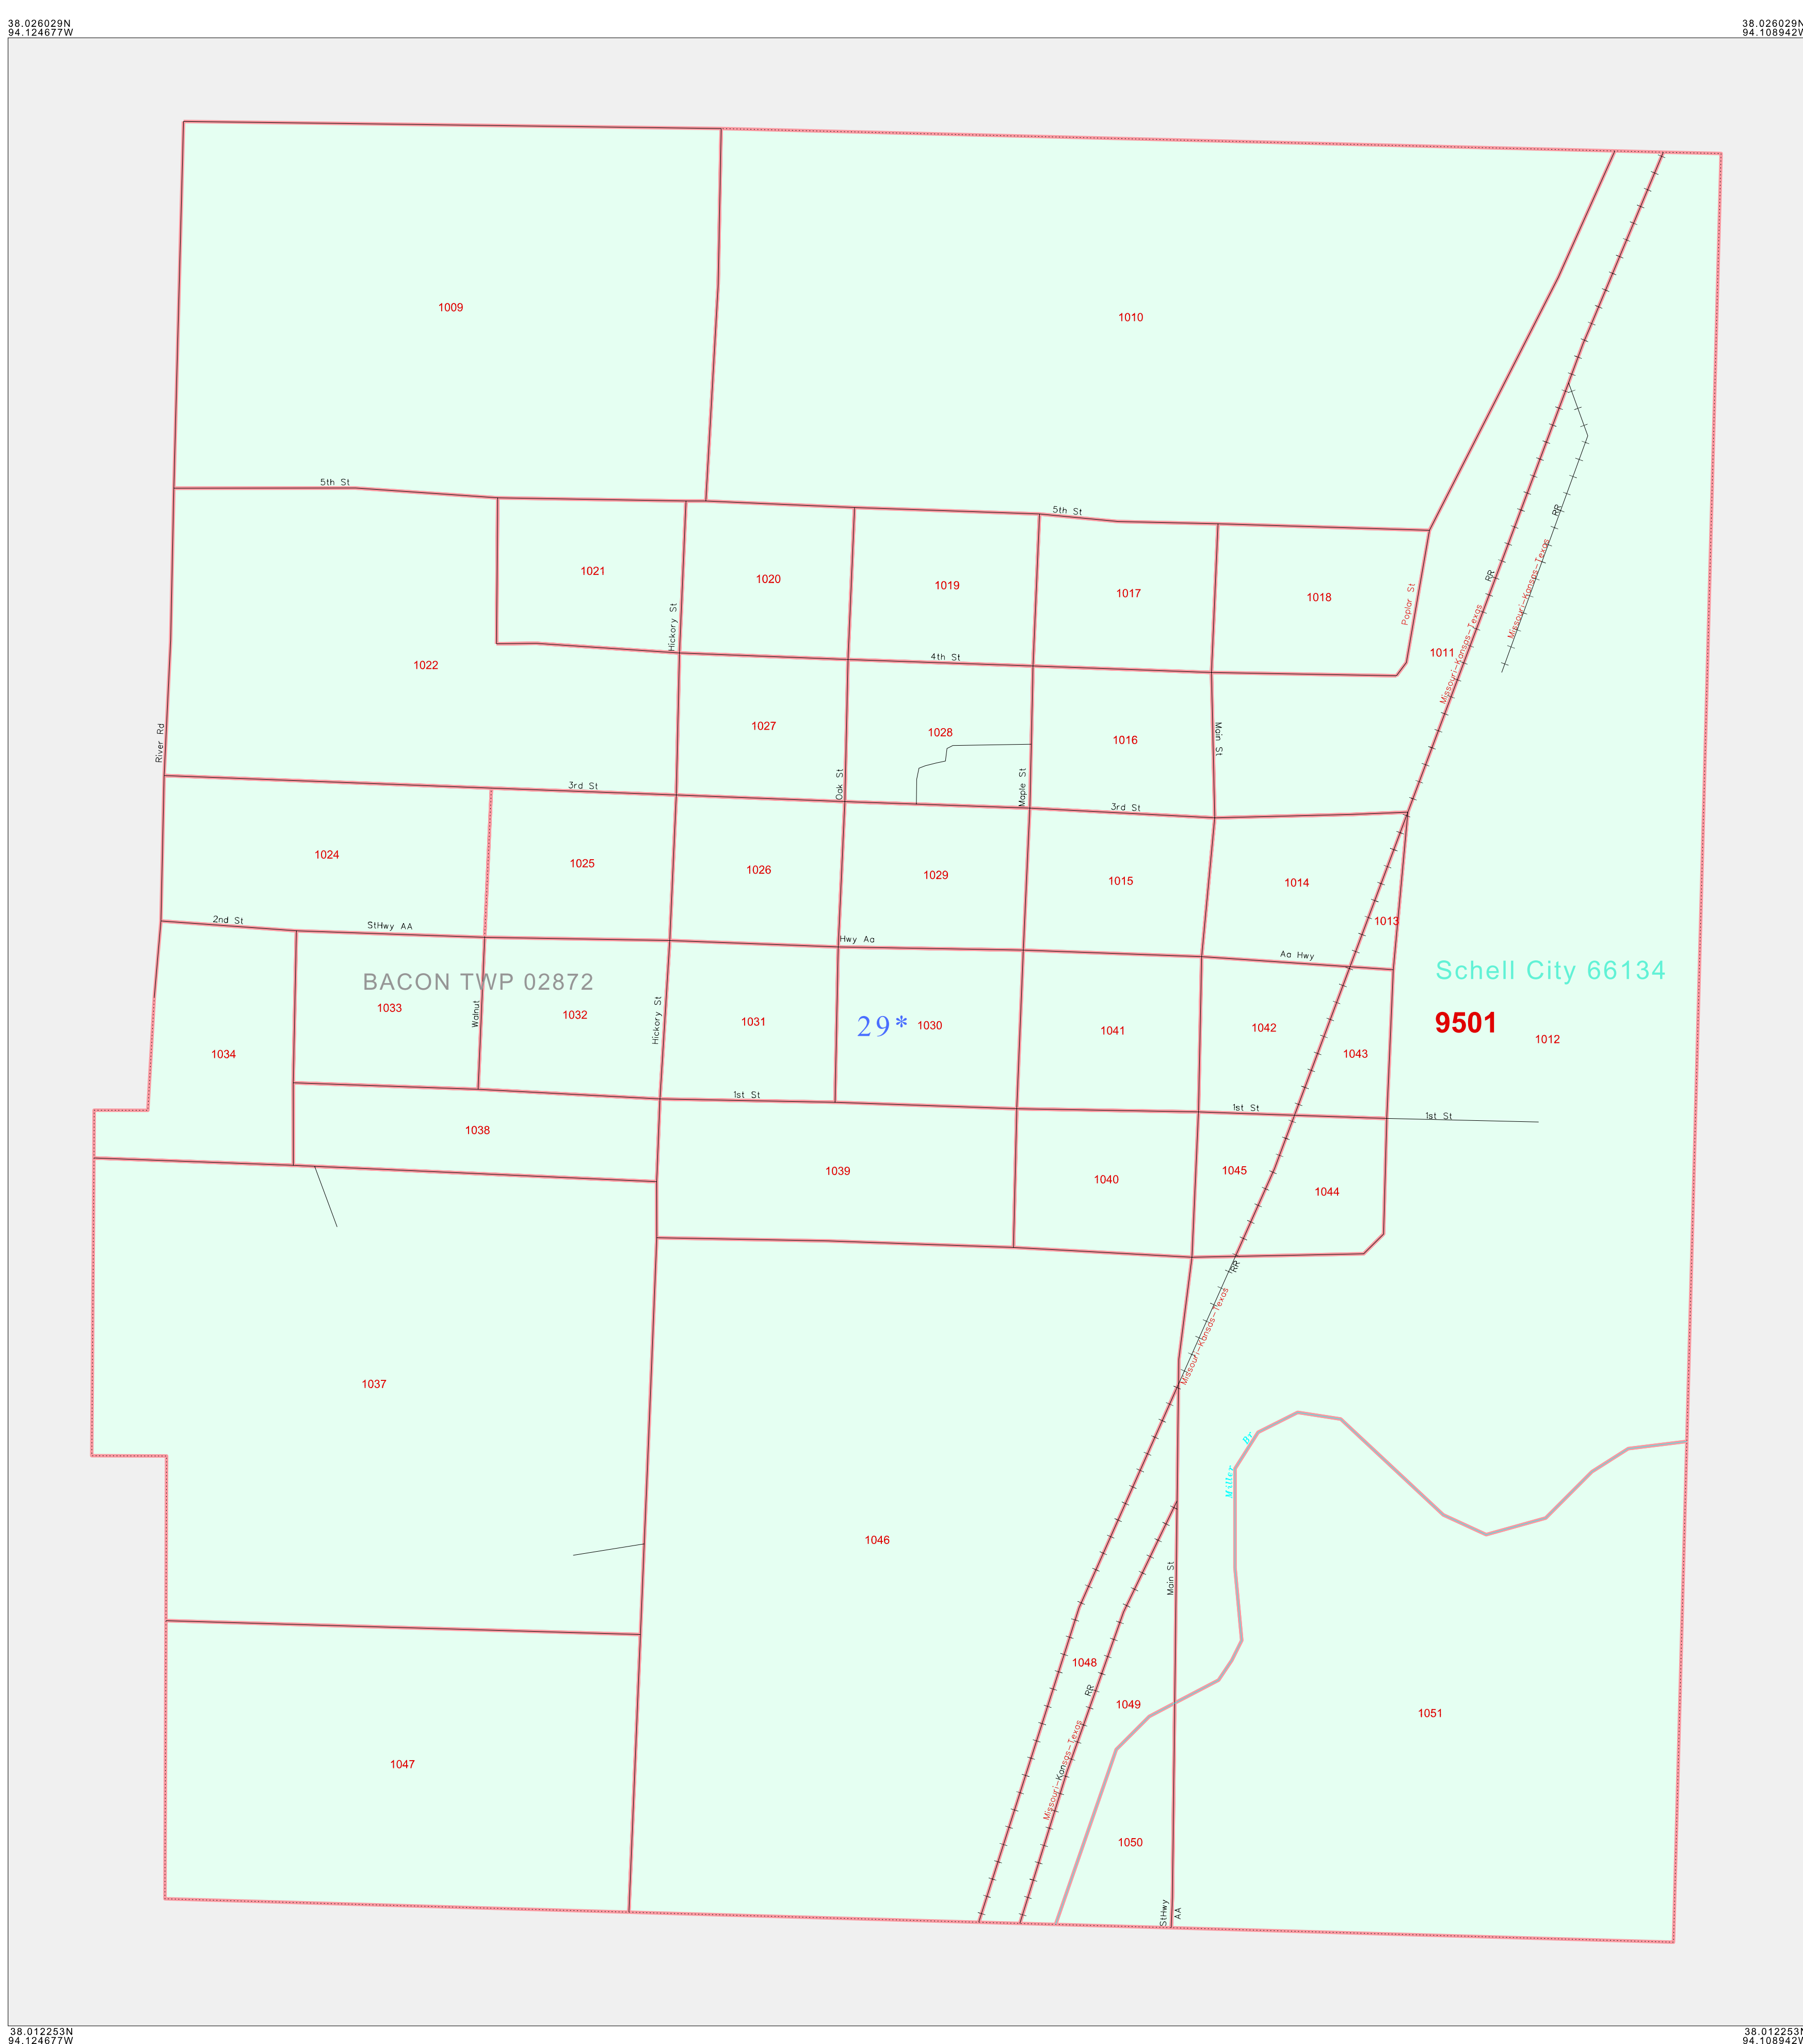 38.026029N
94.124677W
38.026029N
94.108942W
1009
1010
5th St
5th St
1021
1020
1019
1017
1018
Hickory St
Poplar St
RR
RR
Missouri-Kansas-Texas
Missouri-Kansas-Texas
1011
4th St
1022
River Rd
1027
1028
1016
Main St
Oak St
Maple St
3rd St
3rd St
1024
1025
1026
1029
1015
1014
1013
2nd St
StHwy AA
Hwy Aa
Aa Hwy
BACON TWP 02872
Schell City 66134
9501
29*
1033
Walnut
1032
Hickory St
1031
1030
1041
1042
1043
1012
1034
1st St
1st St
1st St
1038
1039
1040
1045
1044
RR
Missouri-Kansas-Texas
1037
Miller Br
1046
Main St
1048
RR
1049
Missouri-Kansas-Texas
1051
1047
1050
StHwy
AA
38.012253N
94.124677W
38.012253N
94.108942W